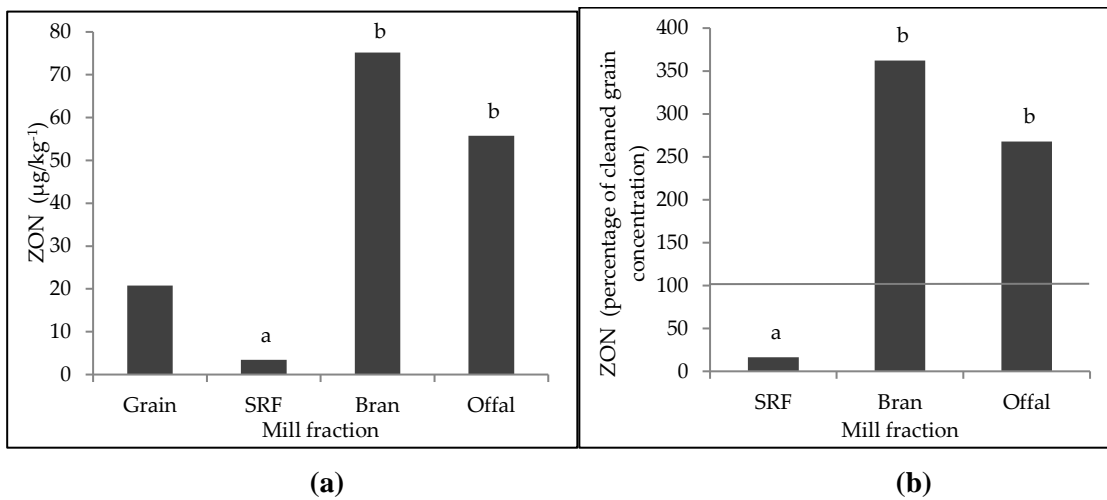 80
70
60
50
40
30
20
10
0
ZON (µg/kg⁻¹)
a
b
b
Grain SRF Bran Offal
Mill fraction
(a)
400
350
300
250
200
150
100
50
0
ZON (percentage of cleaned grain
concentration)
a
b
b
SRF Bran Offal
Mill fraction
(b)